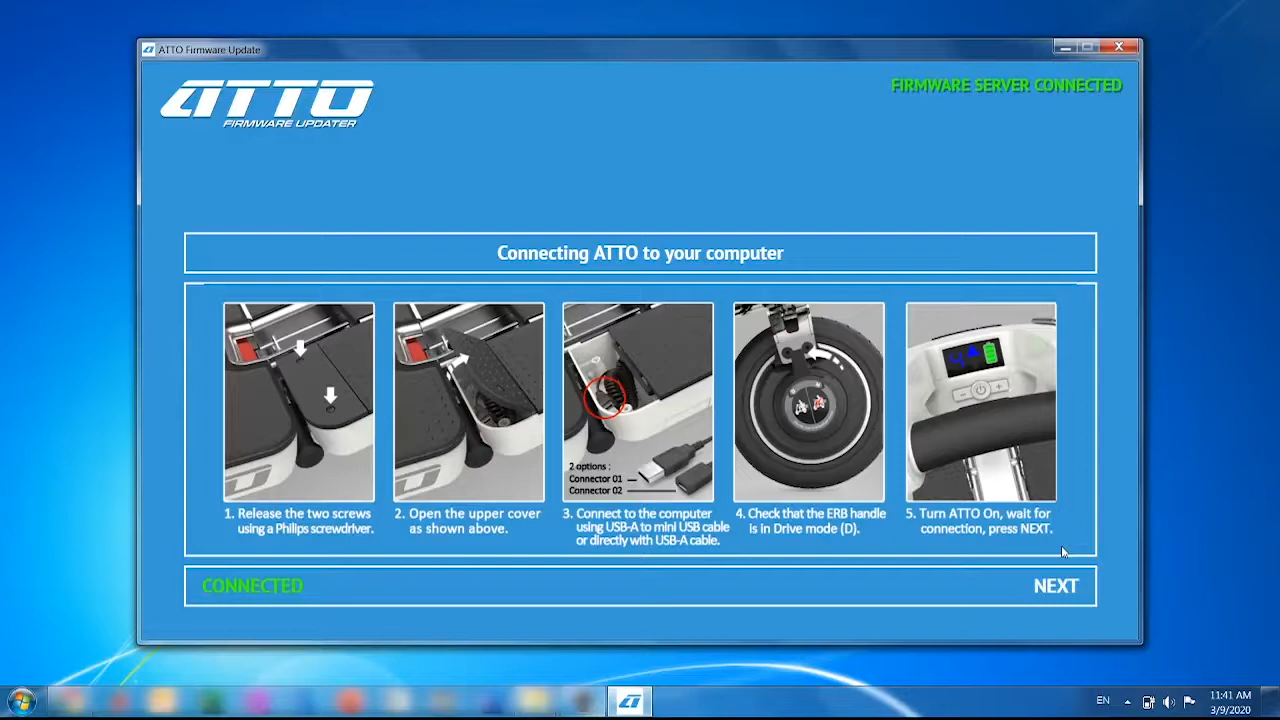 ATTO Firmware Update
ATTO
FIRMWARE UPDATER
FIRMWARE SERVER CONNECTED
Connecting ATTO to your computer
2 options :
Connector 01
Connector 02
4
1. Release the two screws
using a Philips screwdriver.
2. Open the upper cover
as shown above.
3. Connect to the computer
using USB-A to mini USB cable
or directly with USB-A cable.
4. Check that the ERB handle
is in Drive mode (D).
5. Turn ATTO On, wait for
connection, press NEXT.
CONNECTED
NEXT
EN
11:41 AM
3/9/2020